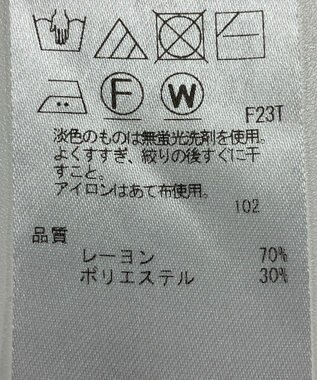 F W
F23T
淡色のものは無蛍光洗剤を使用。
よくすすぎ、絞りの後すぐに干
すこと。
アイロンはあて布使用。
102
品質
レーヨン 70%
ポリエステル 30%